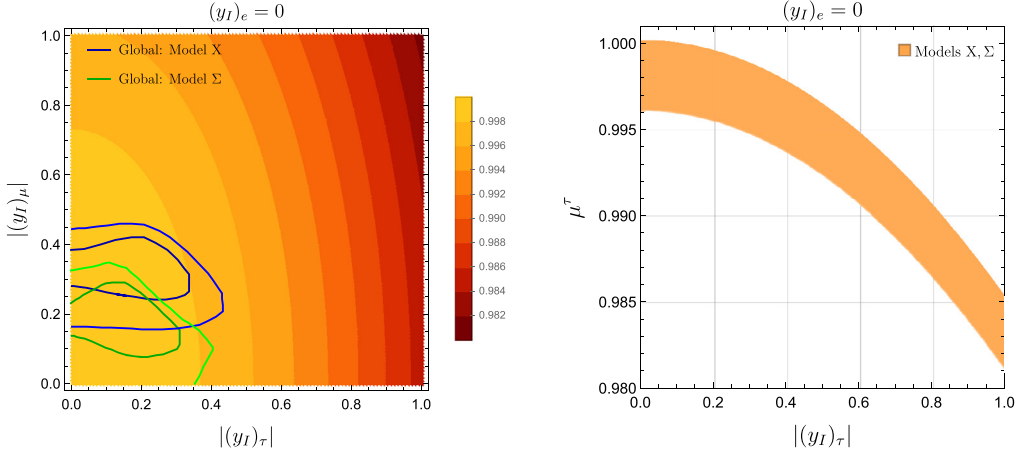 (y_I)_e = 0
1.0
0.8
0.6
0.4
0.2
0.0
|(y_I)_μ|
Global: Model X
Global: Model Σ
0.0 0.2 0.4 0.6 0.8 1.0
|(y_I)_τ|
0.998
0.996
0.994
0.992
0.990
0.988
0.986
0.984
0.982
(y_I)_e = 0
1.000
0.995
0.990
0.985
0.980
μ^τ
Models X, Σ
0.0 0.2 0.4 0.6 0.8 1.0
|(y_I)_τ|